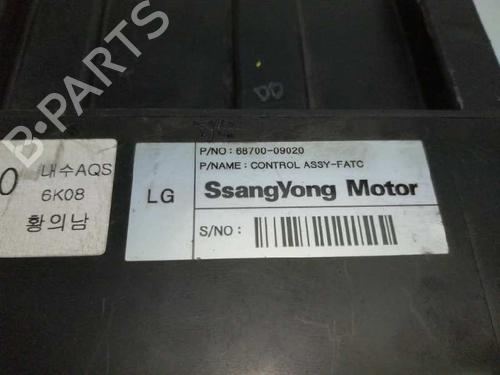 B-PARTS
0
내수AQS
6K08
황의남
LG
P/NO : 68700-09020
P/NAME : CONTROL ASSY-FATC
SsangYong Motor
S/NO :